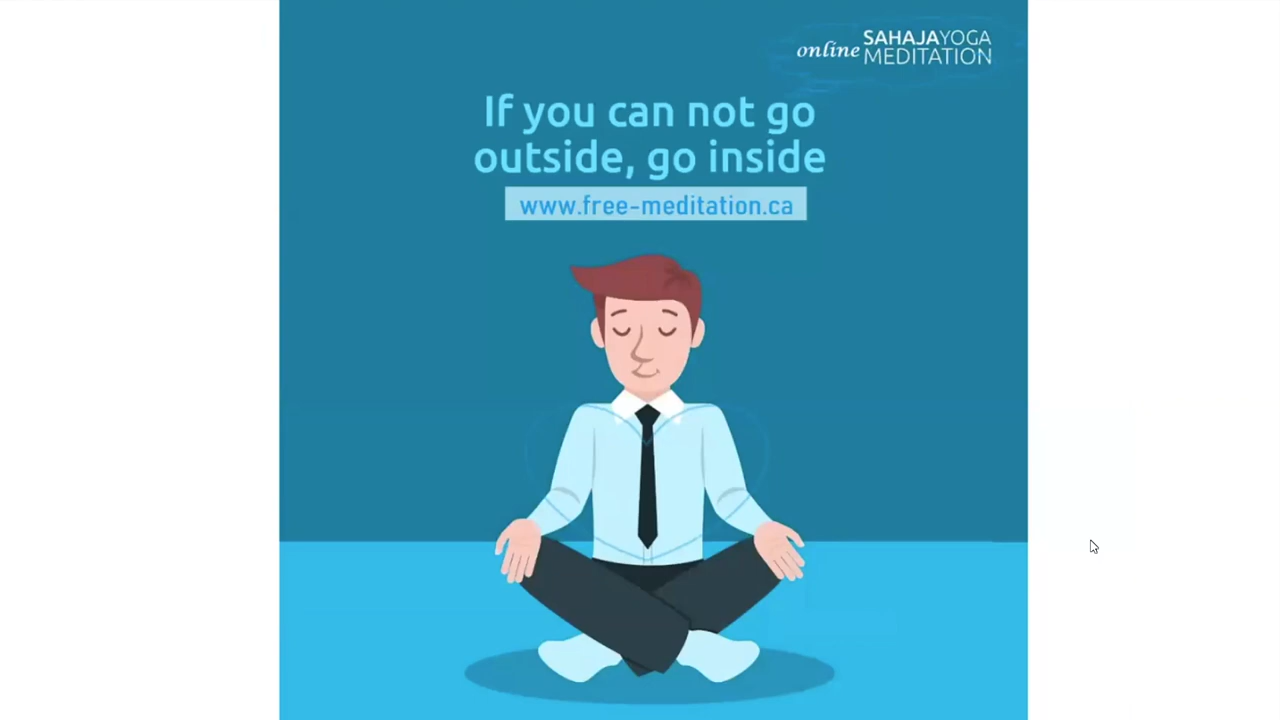 online SAHAJAYOGA
MEDITATION
If you can not go
outside, go inside
www.free-meditation.ca